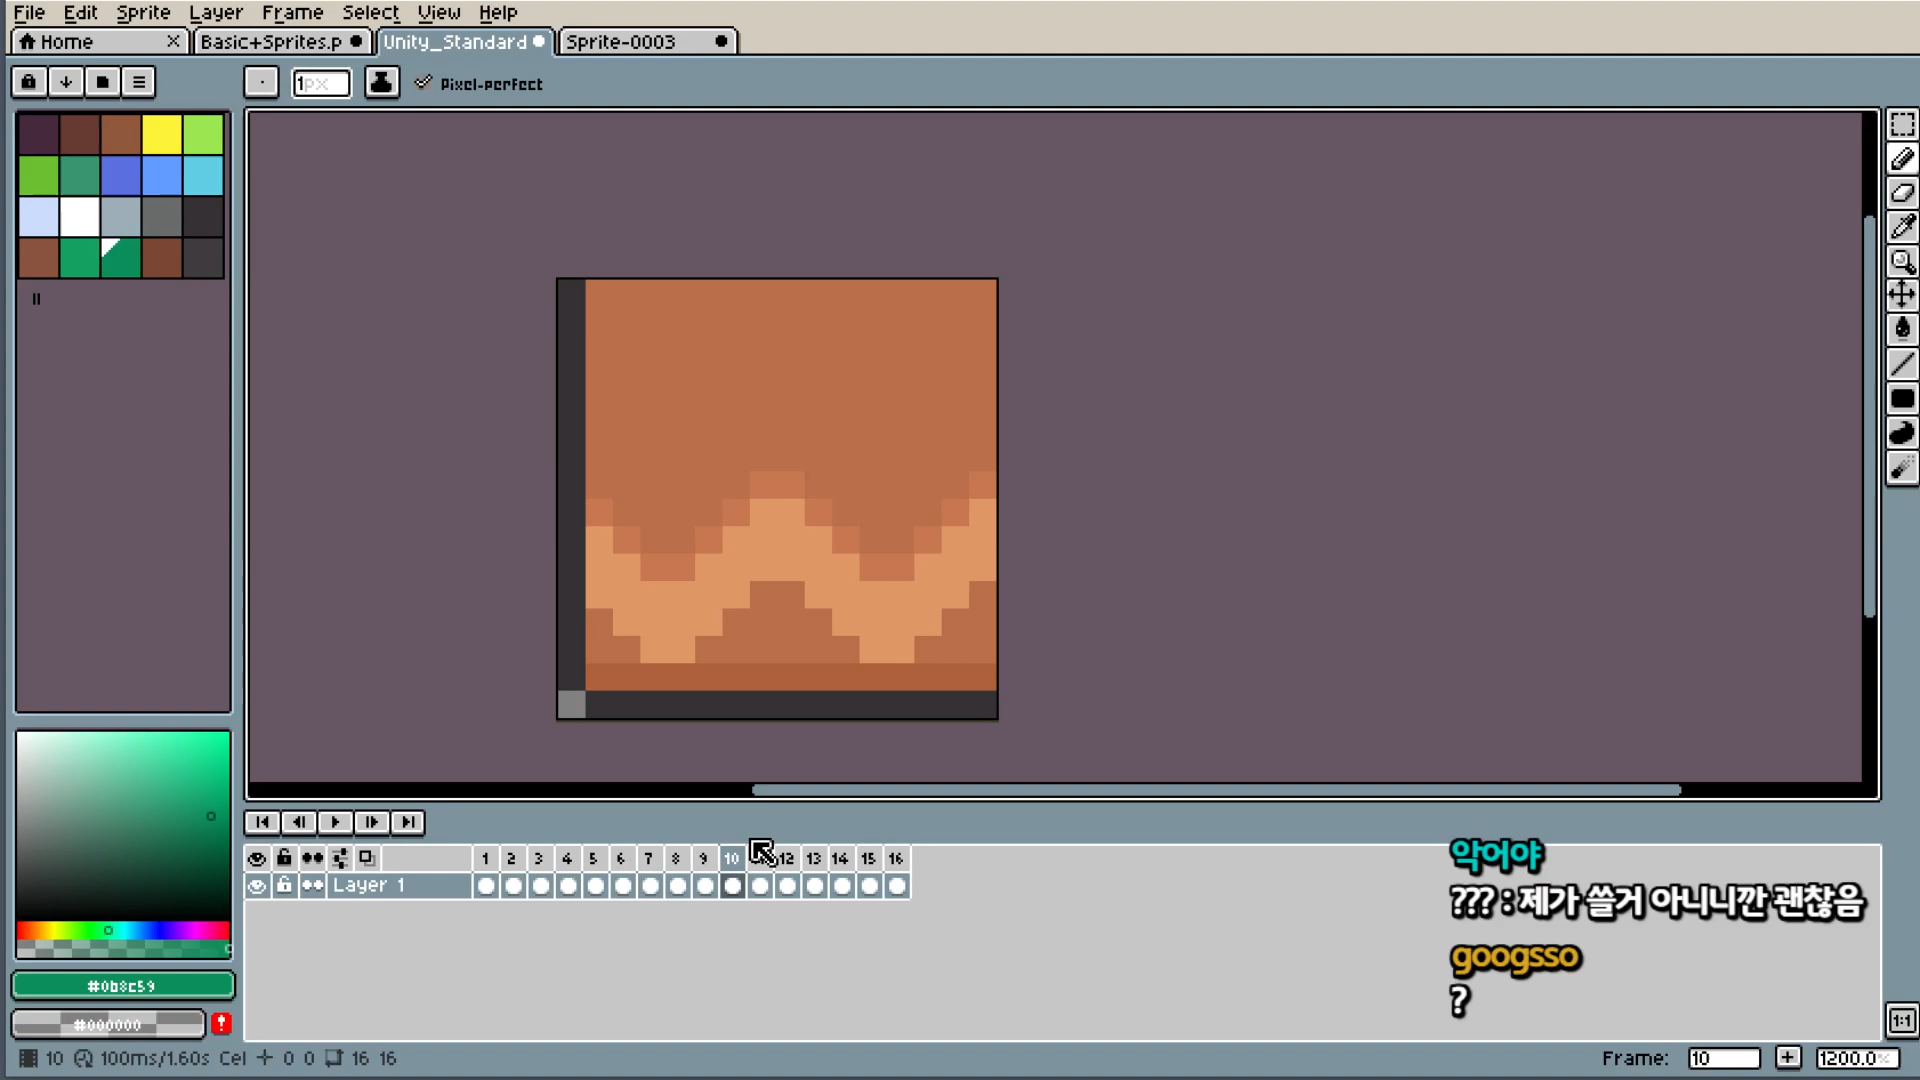 File Edit Sprite Layer Frame Select View Help
Home Basic+Sprites.p Unity_Standard Sprite-0003
1px Pixel-perfect
1 2 3 4 5 6 7 8 9 10 12 13 14 15 16
Layer 1
악어야
??? : 제가 쓸거 아니니깐 괜찮음
googsso
?
#0b8c59
#000000
1:1
10 100ms/1.60s Cel 0 0 16 16 Frame: 10 1200.0%